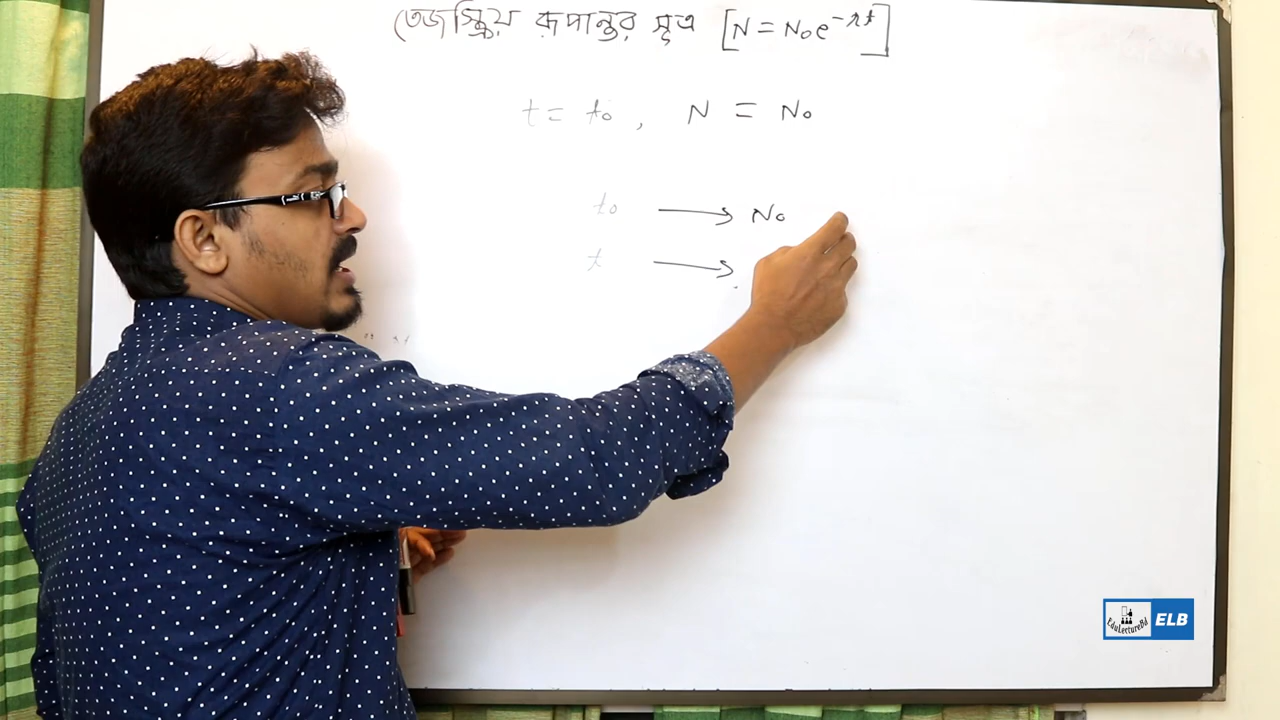 তেজস্ক্রিয় রূপান্তর সূত্র [N = N₀e^-λt]
t = t₀, N = N₀
t₀ → N₀
t →
EduLectureBd ELB